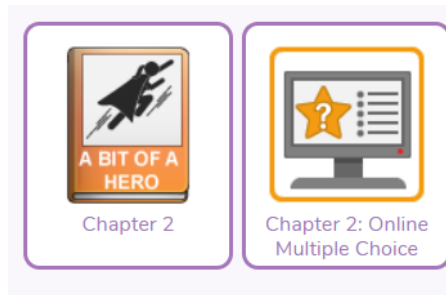 A BIT OF A
HERO
Chapter 2
?
Chapter 2: Online
Multiple Choice